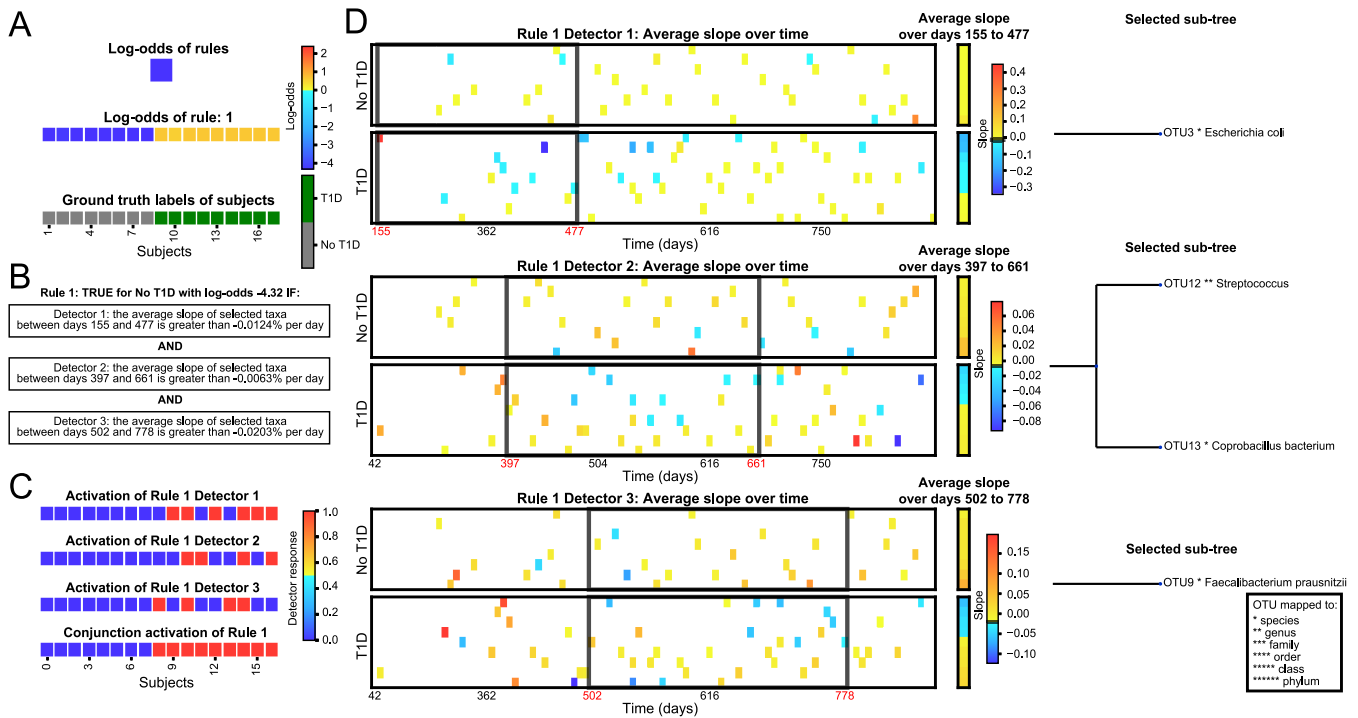 A
Log-odds of rules
Log-odds of rule: 1
Ground truth labels of subjects
1
4
7
10
13
16
Subjects
2
1
0
−1
−2
−3
−4
Log-odds
T1D
No T1D
B
Rule 1: TRUE for No T1D with log-odds -4.32 IF:
Detector 1: the average slope of selected taxa
between days 155 and 477 is greater than -0.0124% per day
AND
Detector 2: the average slope of selected taxa
between days 397 and 661 is greater than -0.0063% per day
AND
Detector 3: the average slope of selected taxa
between days 502 and 778 is greater than -0.0203% per day
C
Activation of Rule 1 Detector 1
Activation of Rule 1 Detector 2
Activation of Rule 1 Detector 3
Conjunction activation of Rule 1
0
3
6
9
12
15
Subjects
1.0
0.8
0.6
0.4
0.2
0.0
Detector response
D
Rule 1 Detector 1: Average slope over time
No T1D
T1D
155
362
477
616
750
Time (days)
Average slope
over days 155 to 477
Slope
0.4
0.3
0.2
0.1
0.0
−0.1
−0.2
−0.3
Selected sub-tree
OTU3 * Escherichia coli
Rule 1 Detector 2: Average slope over time
No T1D
T1D
42
397
504
616
661
750
Time (days)
Average slope
over days 397 to 661
Slope
0.06
0.04
0.02
0.00
−0.02
−0.04
−0.06
−0.08
Selected sub-tree
OTU12 ** Streptococcus
OTU13 * Coprobacillus bacterium
Rule 1 Detector 3: Average slope over time
No T1D
T1D
42
362
502
616
778
Time (days)
Average slope
over days 502 to 778
Slope
0.15
0.10
0.05
0.00
−0.05
−0.10
Selected sub-tree
OTU9 * Faecalibacterium prausnitzii
OTU mapped to:
* species
** genus
*** family
**** order
***** class
****** phylum